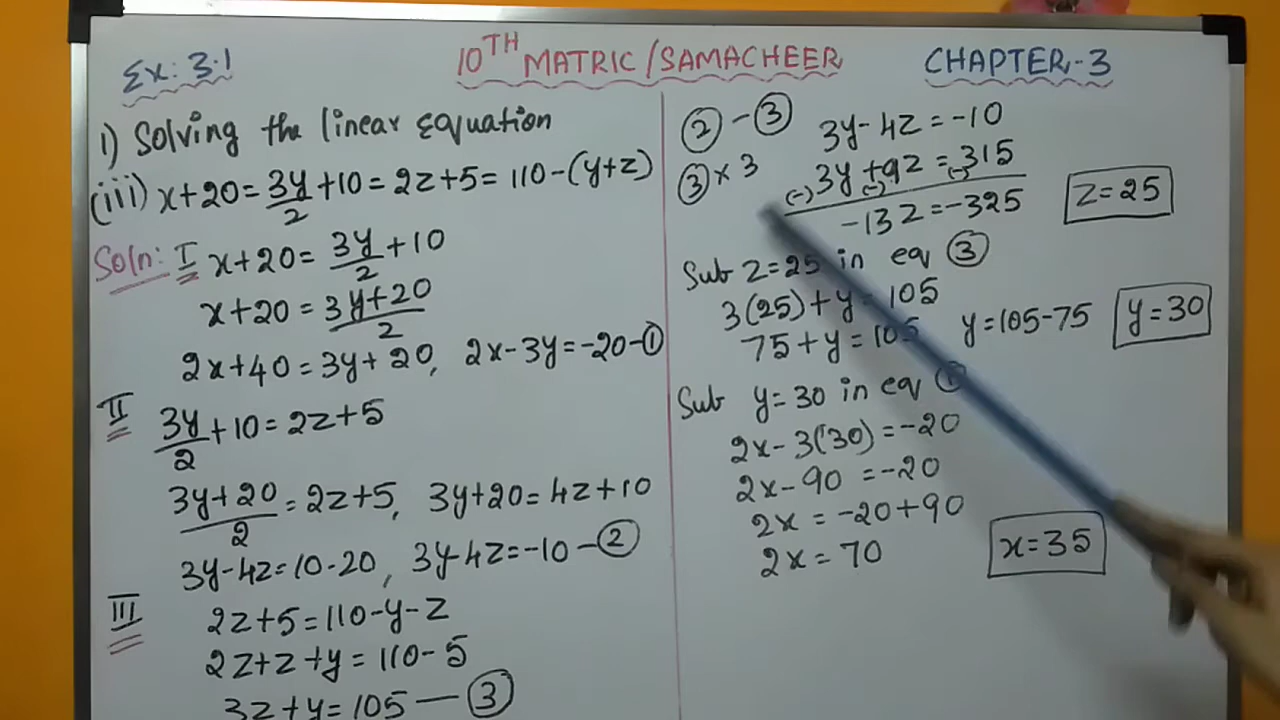 Ex: 3.1
10TH MATRIC/SAMACHEER
CHAPTER-3
1) Solving the linear Equation
(iii) x+20 = 3y/2 +10 = 2z+5 = 110-(y+z)
Soln: I x+20 = 3y/2 +10
x+20 = 3y+20/2
2x+40 = 3y+20, 2x-3y=-20-①
II 3y/2 +10 = 2z+5
3y+20/2 = 2z+5, 3y+20=4z+10
3y-4z=10-20, 3y-4z=-10-②
III 2z+5=110-y-z
2z+z+y=110-5
3z+y=105-③
②-③ 3y-4z=-10
③×3 3y+9z=315
(-) (-) (-)
-13z=-325 z=25
Sub z=25 in eq ③
3(25)+y=105
75+y=105 y=105-75 y=30
Sub y=30 in eq ①
2x-3(30)=-20
2x-90=-20
2x=-20+90
2x=70 x=35